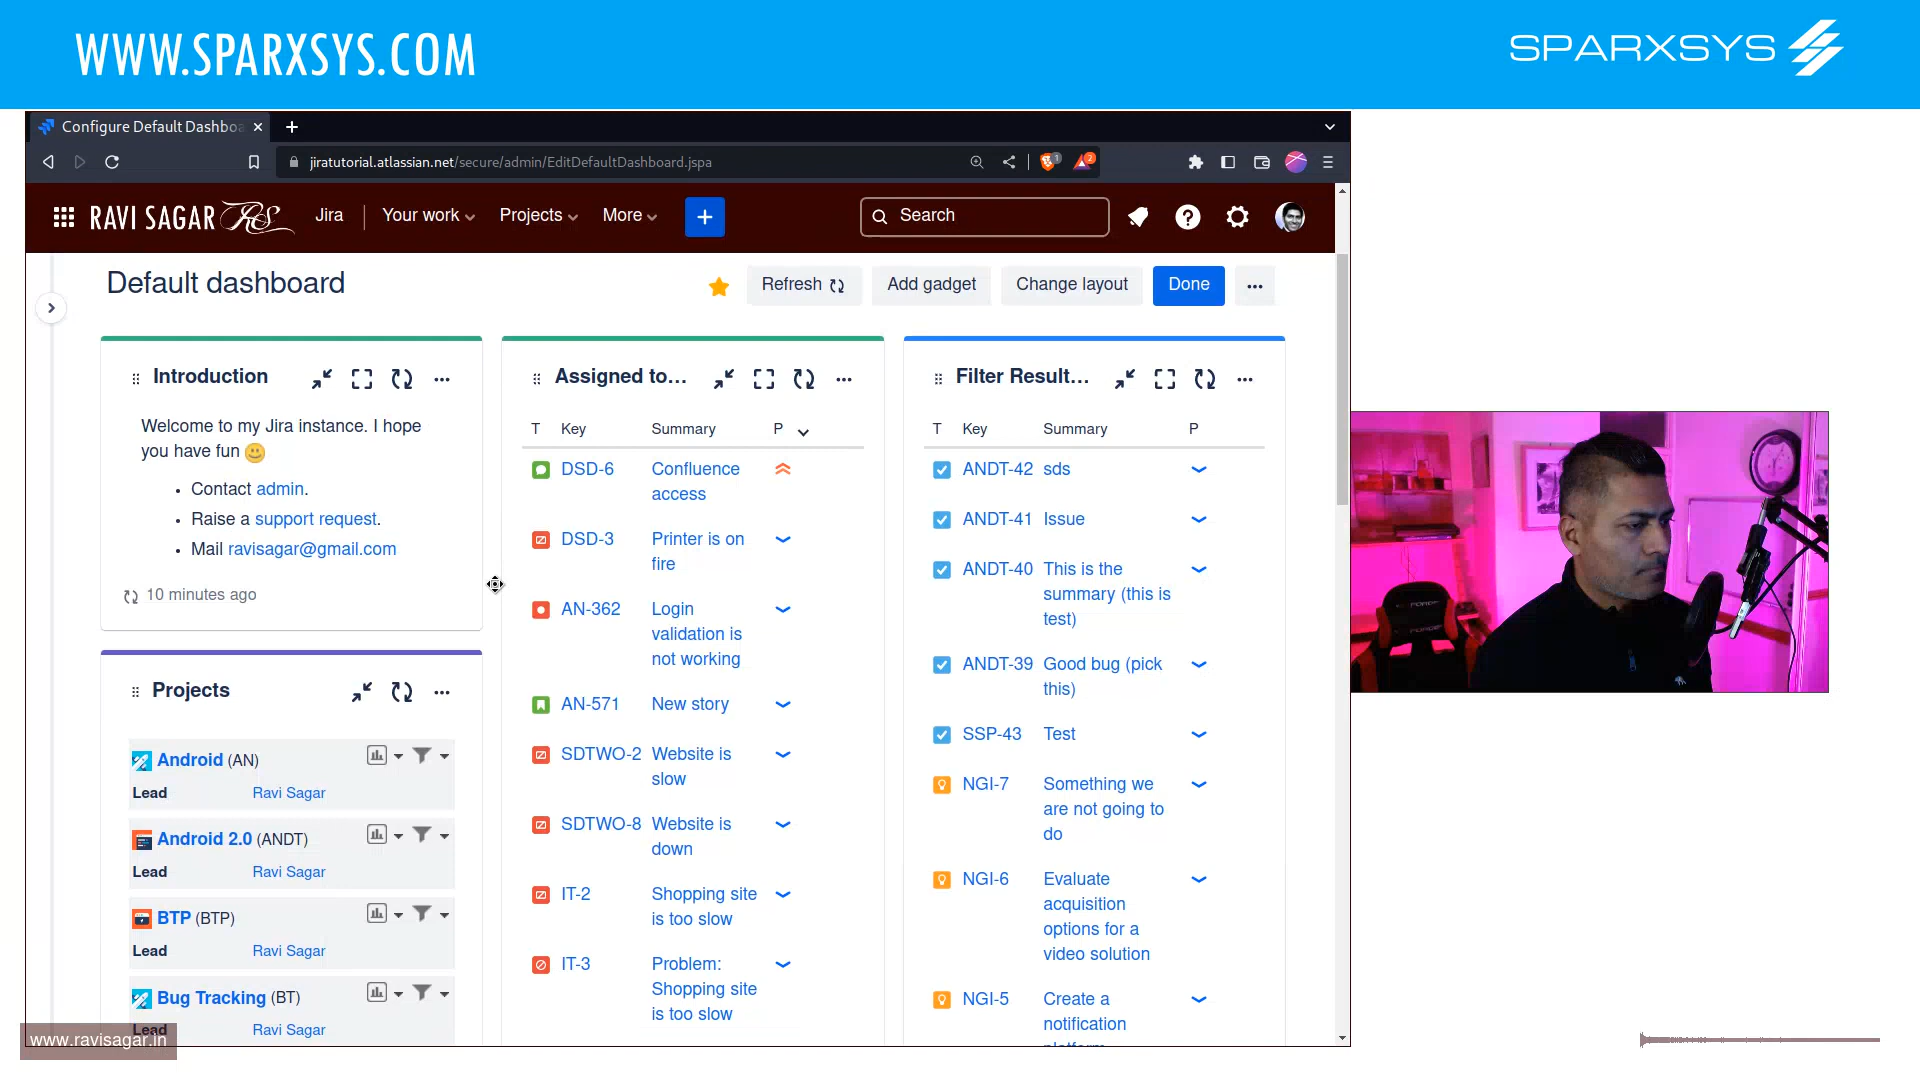 WWW.SPARXSYS.COM
SPARXSYS
Configure Default Dashboa
jiratutorial.atlassian.net/secure/admin/EditDefaultDashboard.jspa
1
2
RAVI SAGAR RS
Jira
Your work
Projects
More
+
Search
Default dashboard
Refresh
Add gadget
Change layout
Done
Introduction
Welcome to my Jira instance. I hope
you have fun
• Contact admin.
• Raise a support request.
• Mail ravisagar@gmail.com
10 minutes ago
Projects
Android (AN)
Lead Ravi Sagar
Android 2.0 (ANDT)
Lead Ravi Sagar
BTP (BTP)
Lead Ravi Sagar
Bug Tracking (BT)
Lead Ravi Sagar
Assigned to...
T Key Summary P
DSD-6 Confluence
access
DSD-3 Printer is on
fire
AN-362 Login
validation is
not working
AN-571 New story
SDTWO-2 Website is
slow
SDTWO-8 Website is
down
IT-2 Shopping site
is too slow
IT-3 Problem:
Shopping site
is too slow
Filter Result...
T Key Summary P
ANDT-42 sds
ANDT-41 Issue
ANDT-40 This is the
summary (this is
test)
ANDT-39 Good bug (pick
this)
SSP-43 Test
NGI-7 Something we
are not going to
do
NGI-6 Evaluate
acquisition
options for a
video solution
NGI-5 Create a
notification
platform
www.ravisagar.in